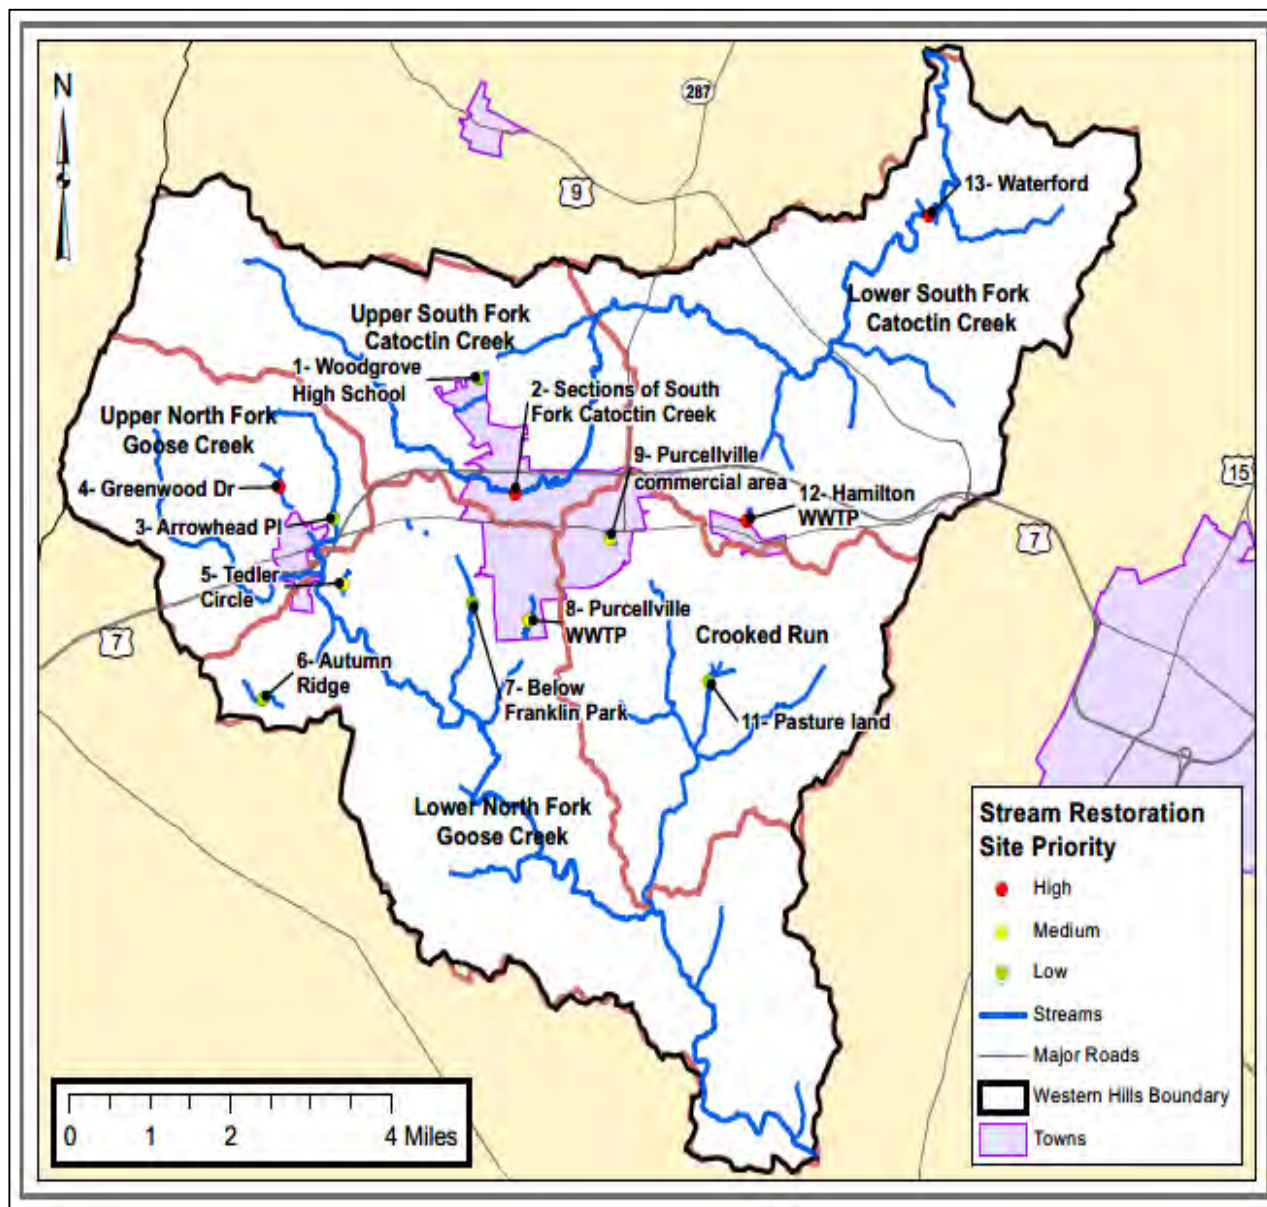 N
287
9
13- Waterford
Lower South Fork
Catoctin Creek
Upper South Fork
Catoctin Creek
1- Woodgrove
High School
2- Sections of South
Fork Catoctin Creek
Upper North Fork
Goose Creek
9- Purcellville
commercial area
15
4- Greenwood Dr
12- Hamilton
WWTP
3- Arrowhead Pl
7
5- Tedler
Circle
8- Purcellville
WWTP
Crooked Run
7
6- Autumn
Ridge
7- Below
Franklin Park
11- Pasture land
Lower North Fork
Goose Creek
Stream Restoration
Site Priority
High
Medium
Low
Streams
Major Roads
Western Hills Boundary
Towns
0 1 2 4 Miles